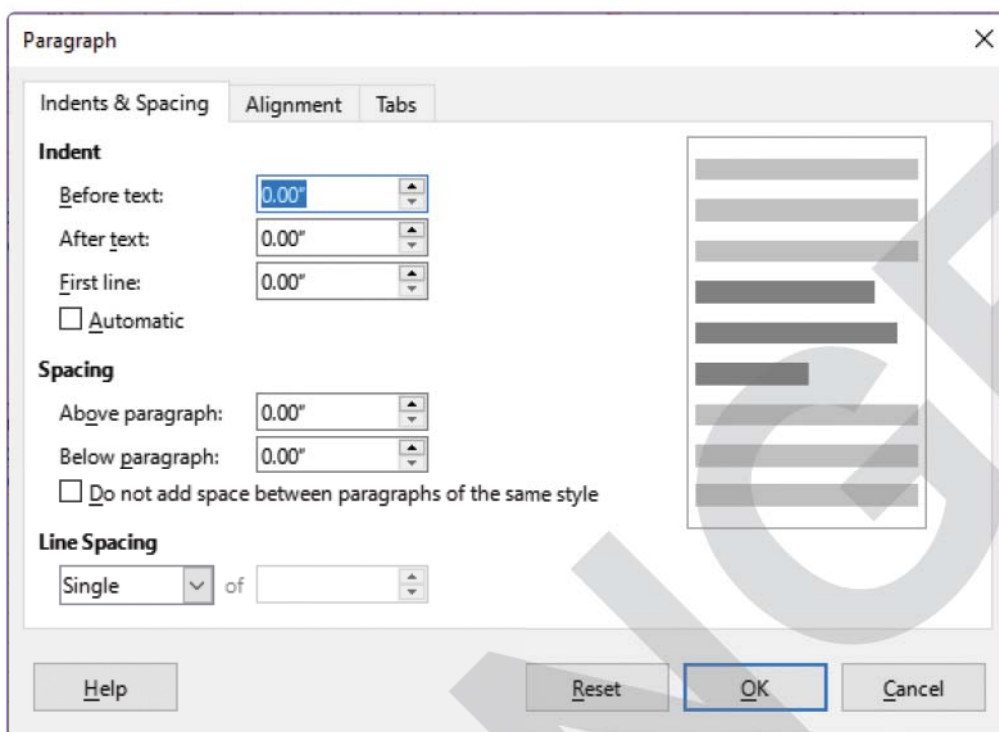 Paragraph
Indents & Spacing Alignment Tabs
Indent
Before text: 0.00"
After text: 0.00"
First line: 0.00"
Automatic
Spacing
Above paragraph: 0.00"
Below paragraph: 0.00"
Do not add space between paragraphs of the same style
Line Spacing
Single of
Help Reset OK Cancel